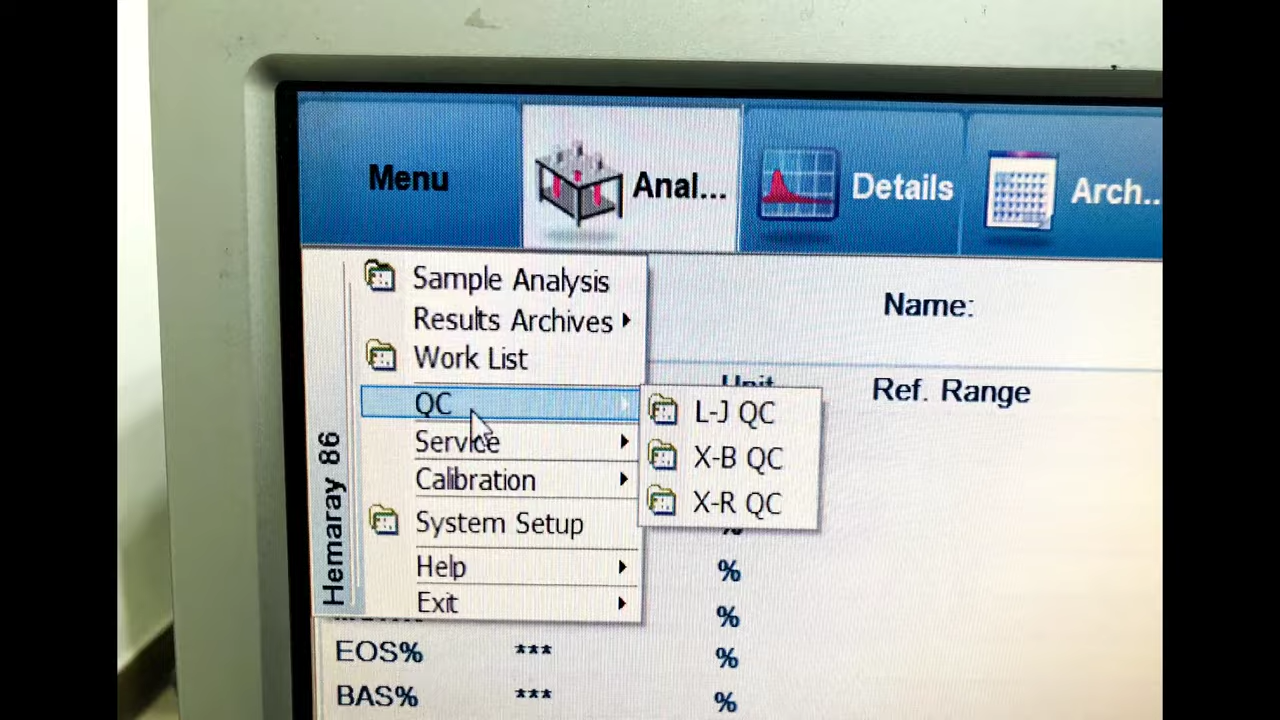 Menu
Anal...
Details
Arch..
Sample Analysis
Results Archives
Work List
QC
Service
Calibration
System Setup
Help
Exit
Hemaray 86
L-J QC
X-B QC
X-R QC
Name:
Unit
Ref. Range
%
%
%
EOS% *** %
BAS% *** %